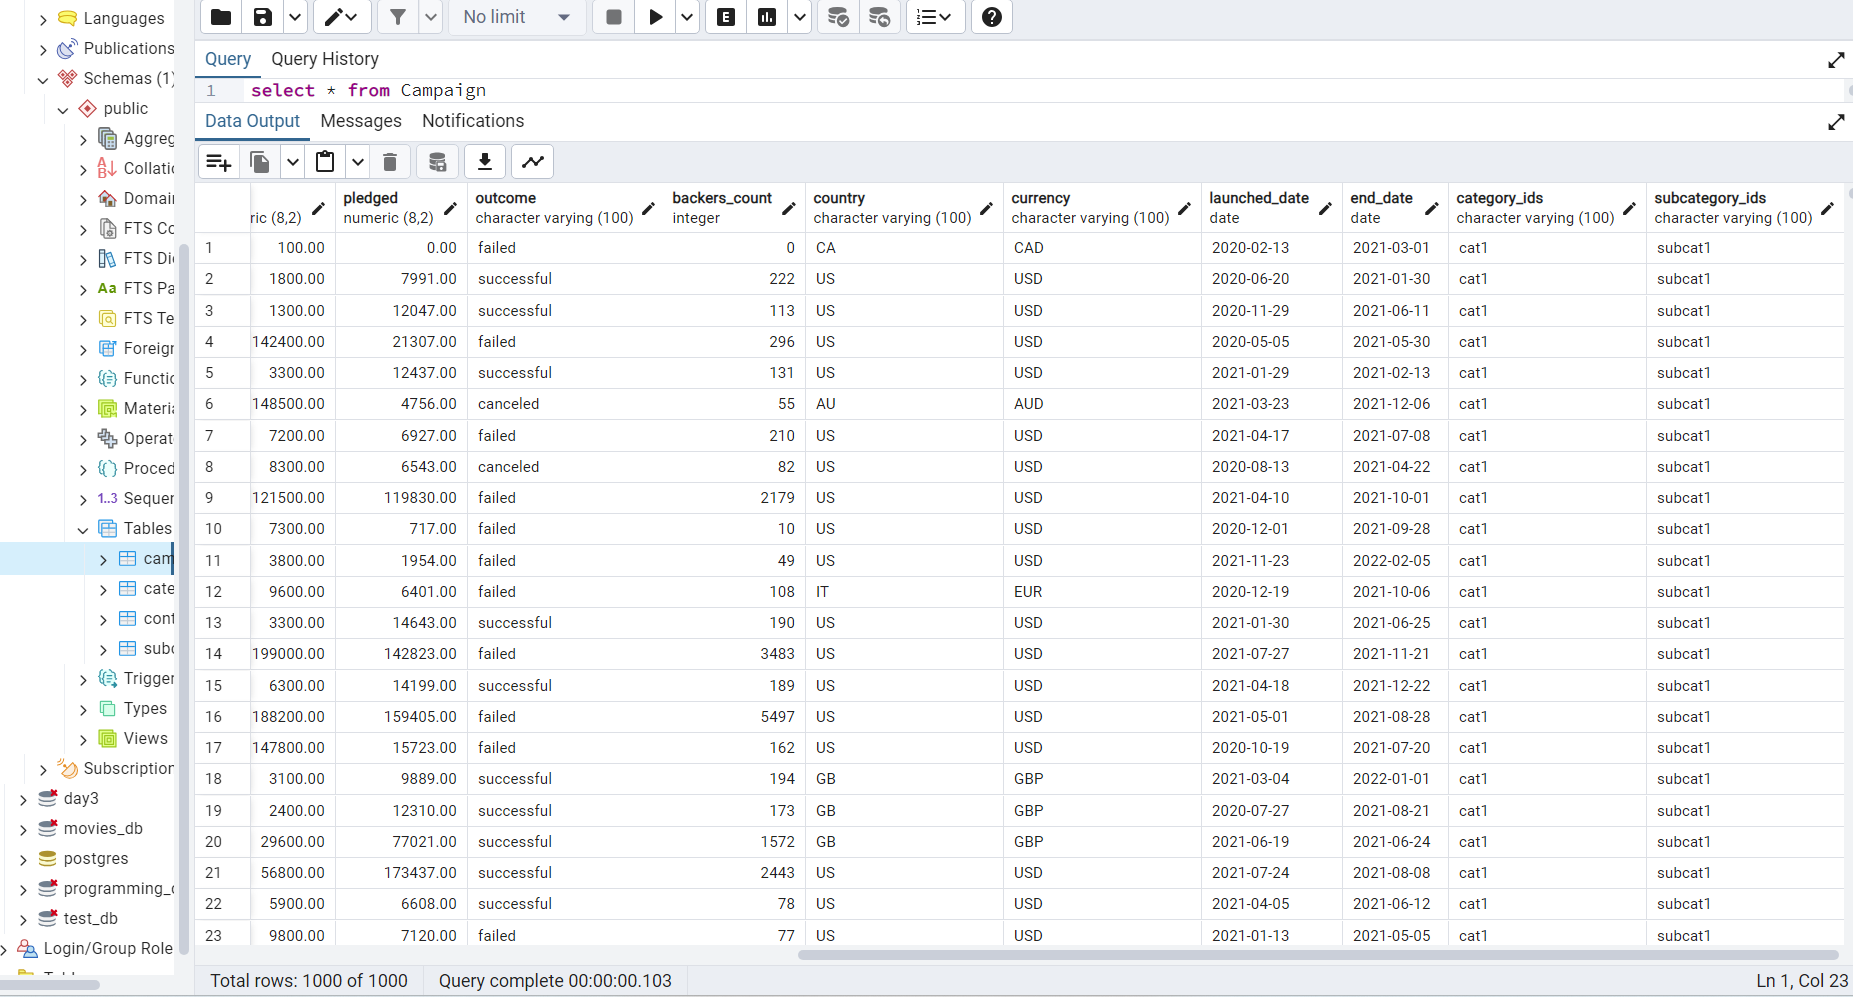 Languages
Publications
Schemas (1)
public
Aggreg
Collatio
Domai
FTS Co
FTS Di
Aa FTS Pa
FTS Te
Foreigr
Functio
Materia
Operat
Proced
1..3 Sequer
Tables
cam
cate
cont
subc
Trigger
Types
Views
Subscription
day3
movies_db
postgres
programming_d
test_db
Login/Group Role
No limit
E
Query Query History
1 select * from Campaign
Data Output Messages Notifications
ric (8,2) pledged numeric (8,2) outcome character varying (100) backers_count integer country character varying (100) currency character varying (100) launched_date date end_date date category_ids character varying (100) subcategory_ids character varying (100)
1 100.00 0.00 failed 0 CA CAD 2020-02-13 2021-03-01 cat1 subcat1
2 1800.00 7991.00 successful 222 US USD 2020-06-20 2021-01-30 cat1 subcat1
3 1300.00 12047.00 successful 113 US USD 2020-11-29 2021-06-11 cat1 subcat1
4 142400.00 21307.00 failed 296 US USD 2020-05-05 2021-05-30 cat1 subcat1
5 3300.00 12437.00 successful 131 US USD 2021-01-29 2021-02-13 cat1 subcat1
6 148500.00 4756.00 canceled 55 AU AUD 2021-03-23 2021-12-06 cat1 subcat1
7 7200.00 6927.00 failed 210 US USD 2021-04-17 2021-07-08 cat1 subcat1
8 8300.00 6543.00 canceled 82 US USD 2020-08-13 2021-04-22 cat1 subcat1
9 121500.00 119830.00 failed 2179 US USD 2021-04-10 2021-10-01 cat1 subcat1
10 7300.00 717.00 failed 10 US USD 2020-12-01 2021-09-28 cat1 subcat1
11 3800.00 1954.00 failed 49 US USD 2021-11-23 2022-02-05 cat1 subcat1
12 9600.00 6401.00 failed 108 IT EUR 2020-12-19 2021-10-06 cat1 subcat1
13 3300.00 14643.00 successful 190 US USD 2021-01-30 2021-06-25 cat1 subcat1
14 199000.00 142823.00 failed 3483 US USD 2021-07-27 2021-11-21 cat1 subcat1
15 6300.00 14199.00 successful 189 US USD 2021-04-18 2021-12-22 cat1 subcat1
16 188200.00 159405.00 failed 5497 US USD 2021-05-01 2021-08-28 cat1 subcat1
17 147800.00 15723.00 failed 162 US USD 2020-10-19 2021-07-20 cat1 subcat1
18 3100.00 9889.00 successful 194 GB GBP 2021-03-04 2022-01-01 cat1 subcat1
19 2400.00 12310.00 successful 173 GB GBP 2020-07-27 2021-08-21 cat1 subcat1
20 29600.00 77021.00 successful 1572 GB GBP 2021-06-19 2021-06-24 cat1 subcat1
21 56800.00 173437.00 successful 2443 US USD 2021-07-24 2021-08-08 cat1 subcat1
22 5900.00 6608.00 successful 78 US USD 2021-04-05 2021-06-12 cat1 subcat1
23 9800.00 7120.00 failed 77 US USD 2021-01-13 2021-05-05 cat1 subcat1
Total rows: 1000 of 1000 Query complete 00:00:00.103 Ln 1, Col 23